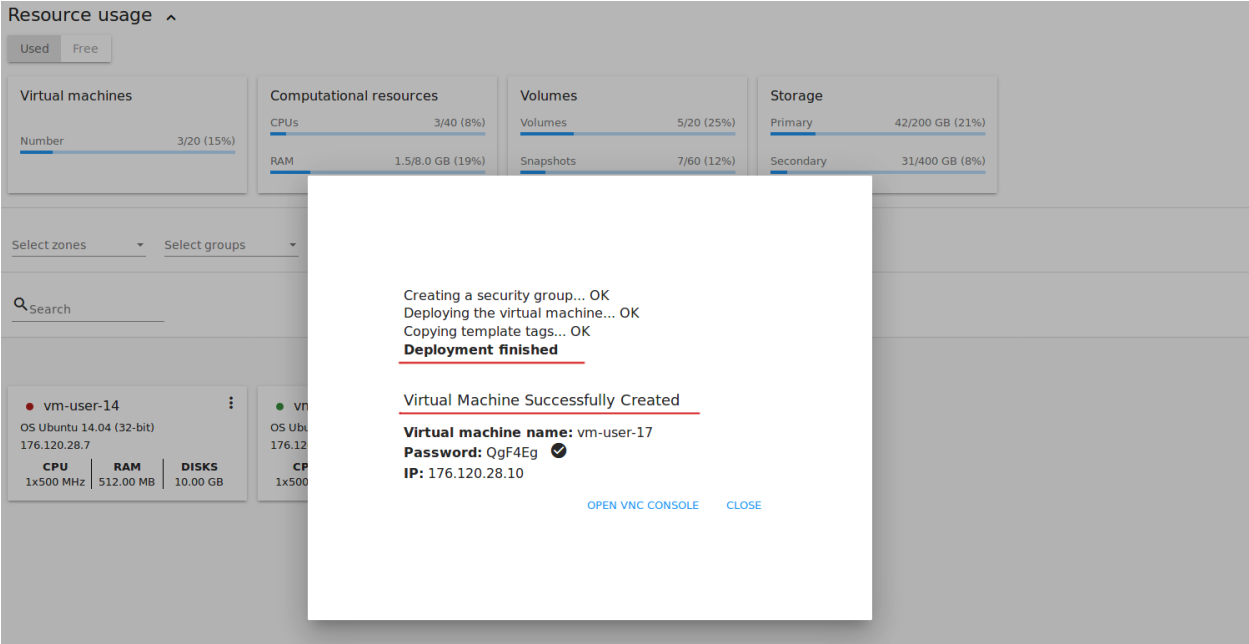 Resource usage
Used Free
Virtual machines
Number 3/20 (15%)
Computational resources
CPUs 3/40 (8%)
RAM 1.5/8.0 GB (19%)
Volumes
Volumes 5/20 (25%)
Snapshots 7/60 (12%)
Storage
Primary 42/200 GB (21%)
Secondary 31/400 GB (8%)
Select zones Select groups
Search
Creating a security group... OK
Deploying the virtual machine... OK
Copying template tags... OK
Deployment finished
Virtual Machine Successfully Created
Virtual machine name: vm-user-17
Password: QgF4Eg
IP: 176.120.28.10
OPEN VNC CONSOLE CLOSE
vm-user-14
OS Ubuntu 14.04 (32-bit)
176.120.28.7
CPU RAM DISKS
1x500 MHz 512.00 MB 10.00 GB
OS
176.12
1x500